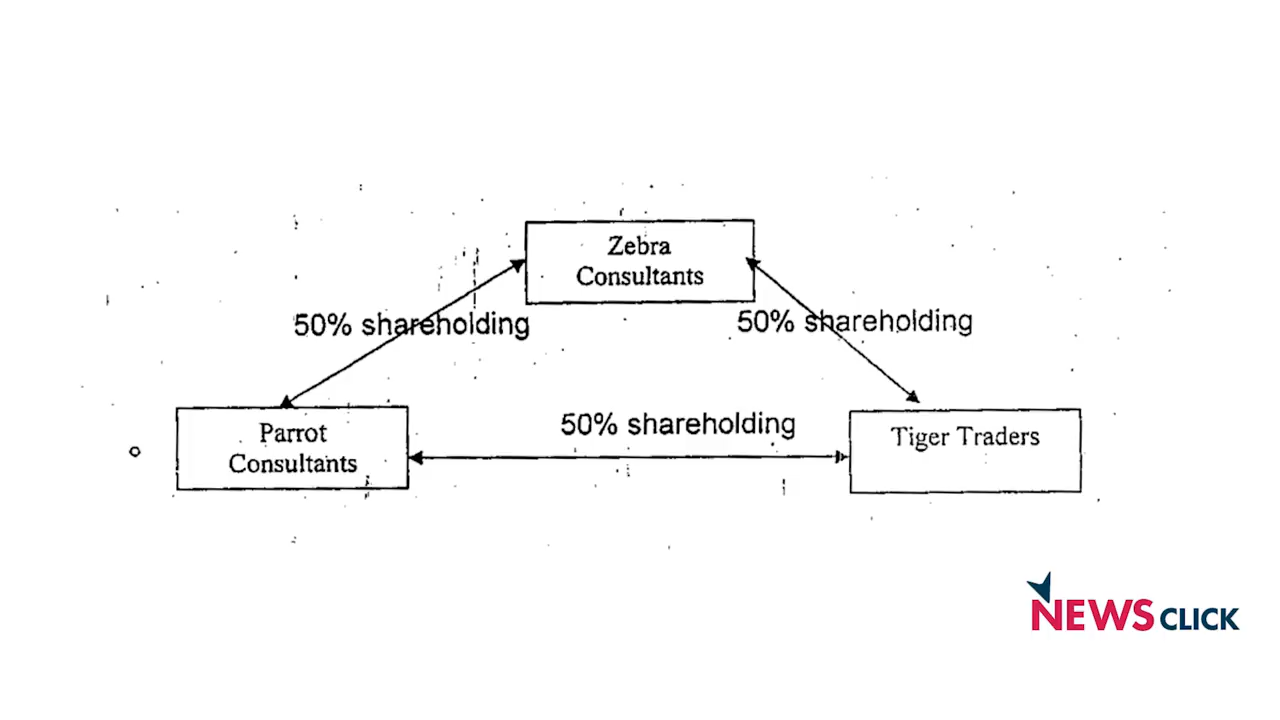 Zebra
Consultants
50% shareholding
50% shareholding
50% shareholding
Parrot
Consultants
Tiger Traders
NEWSCLICK